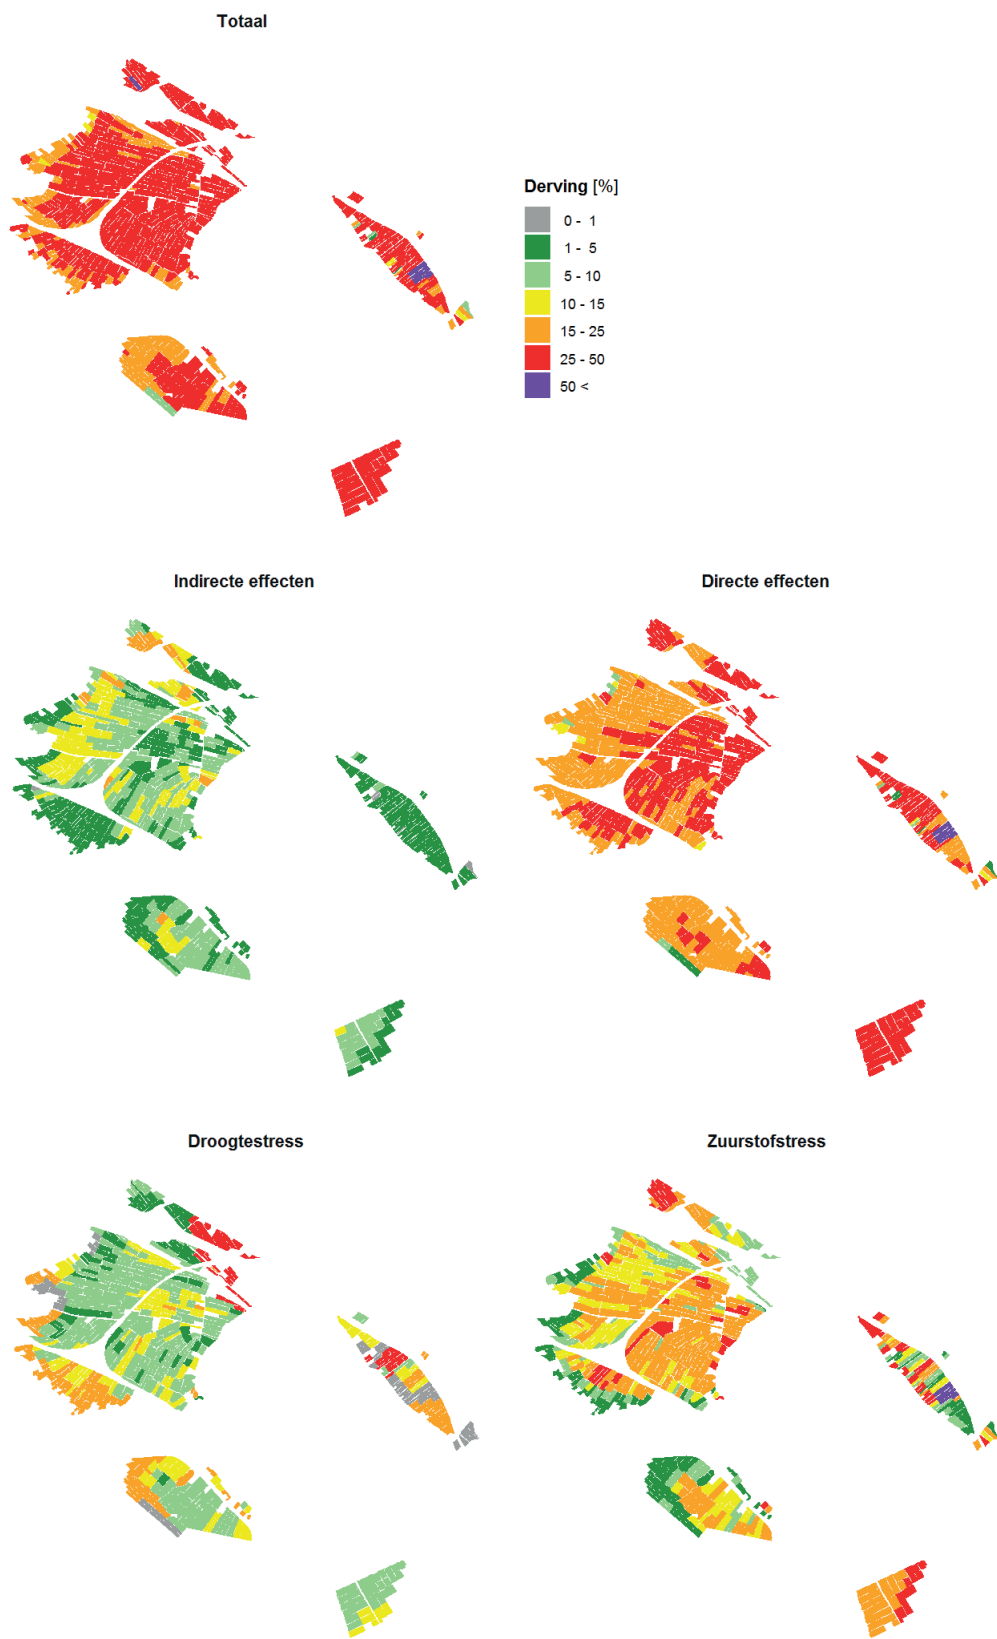 Totaal
Derving [%]
0 - 1
1 - 5
5 - 10
10 - 15
15 - 25
25 - 50
50 <
Indirecte effecten
Directe effecten
Droogtestress
Zuurstofstress